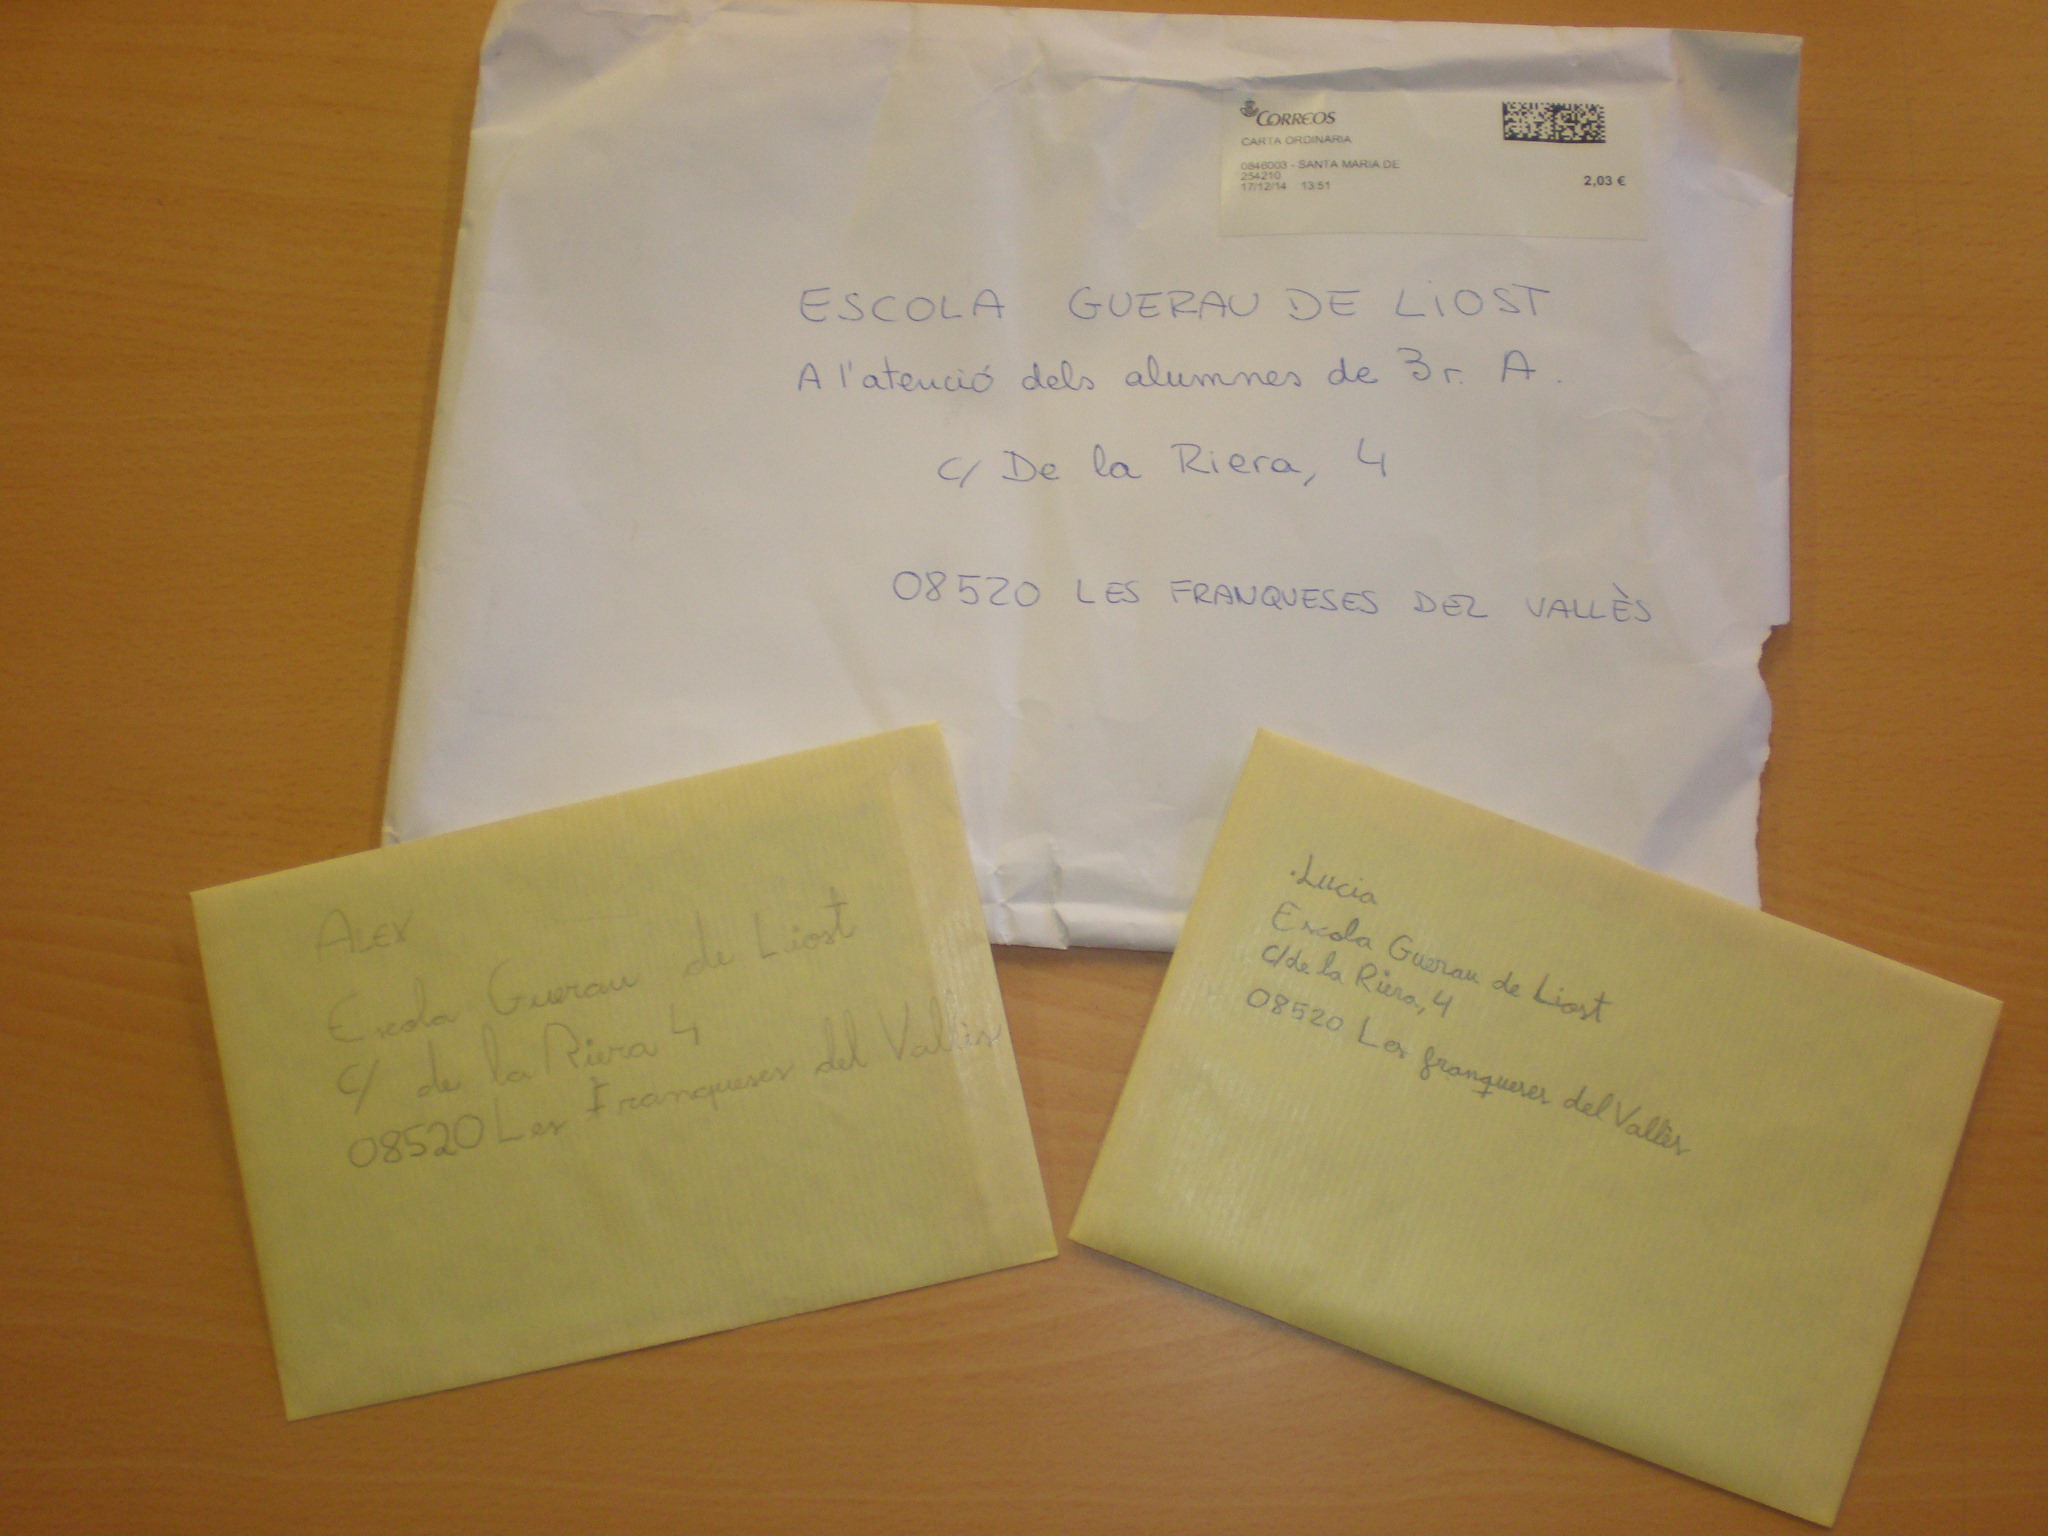 CORREOS
CARTA ORDINARIA
0846003 - SANTA MARIA DE
254210
17/12/14 13:51
2,03 €
ESCOLA GUERAU DE LIOST
A l'atenció dels alumnes de 3r. A.
C/ De la Riera, 4
08520 LES FRANQUESES DEL VALLÈS
ALEX
Escola Guerau de Liost
C/ de la Riera 4
08520 Les Franqueses del Vallès
.Lucia
Escola Guerau de Liost
C/de la Riera, 4
08520 Les franqueses del Vallès